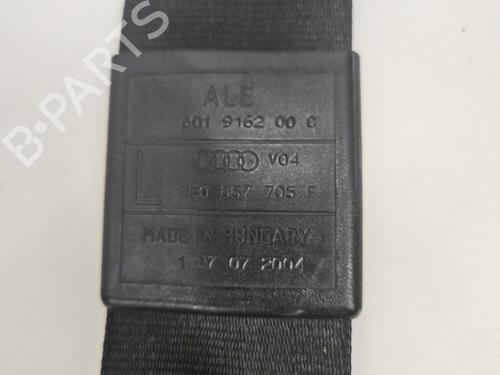 ALE
601 9162 00 C
V04
L
8E0 857 705 F
MADE IN HUNGARY
1 27 07 2004
B-PARTS